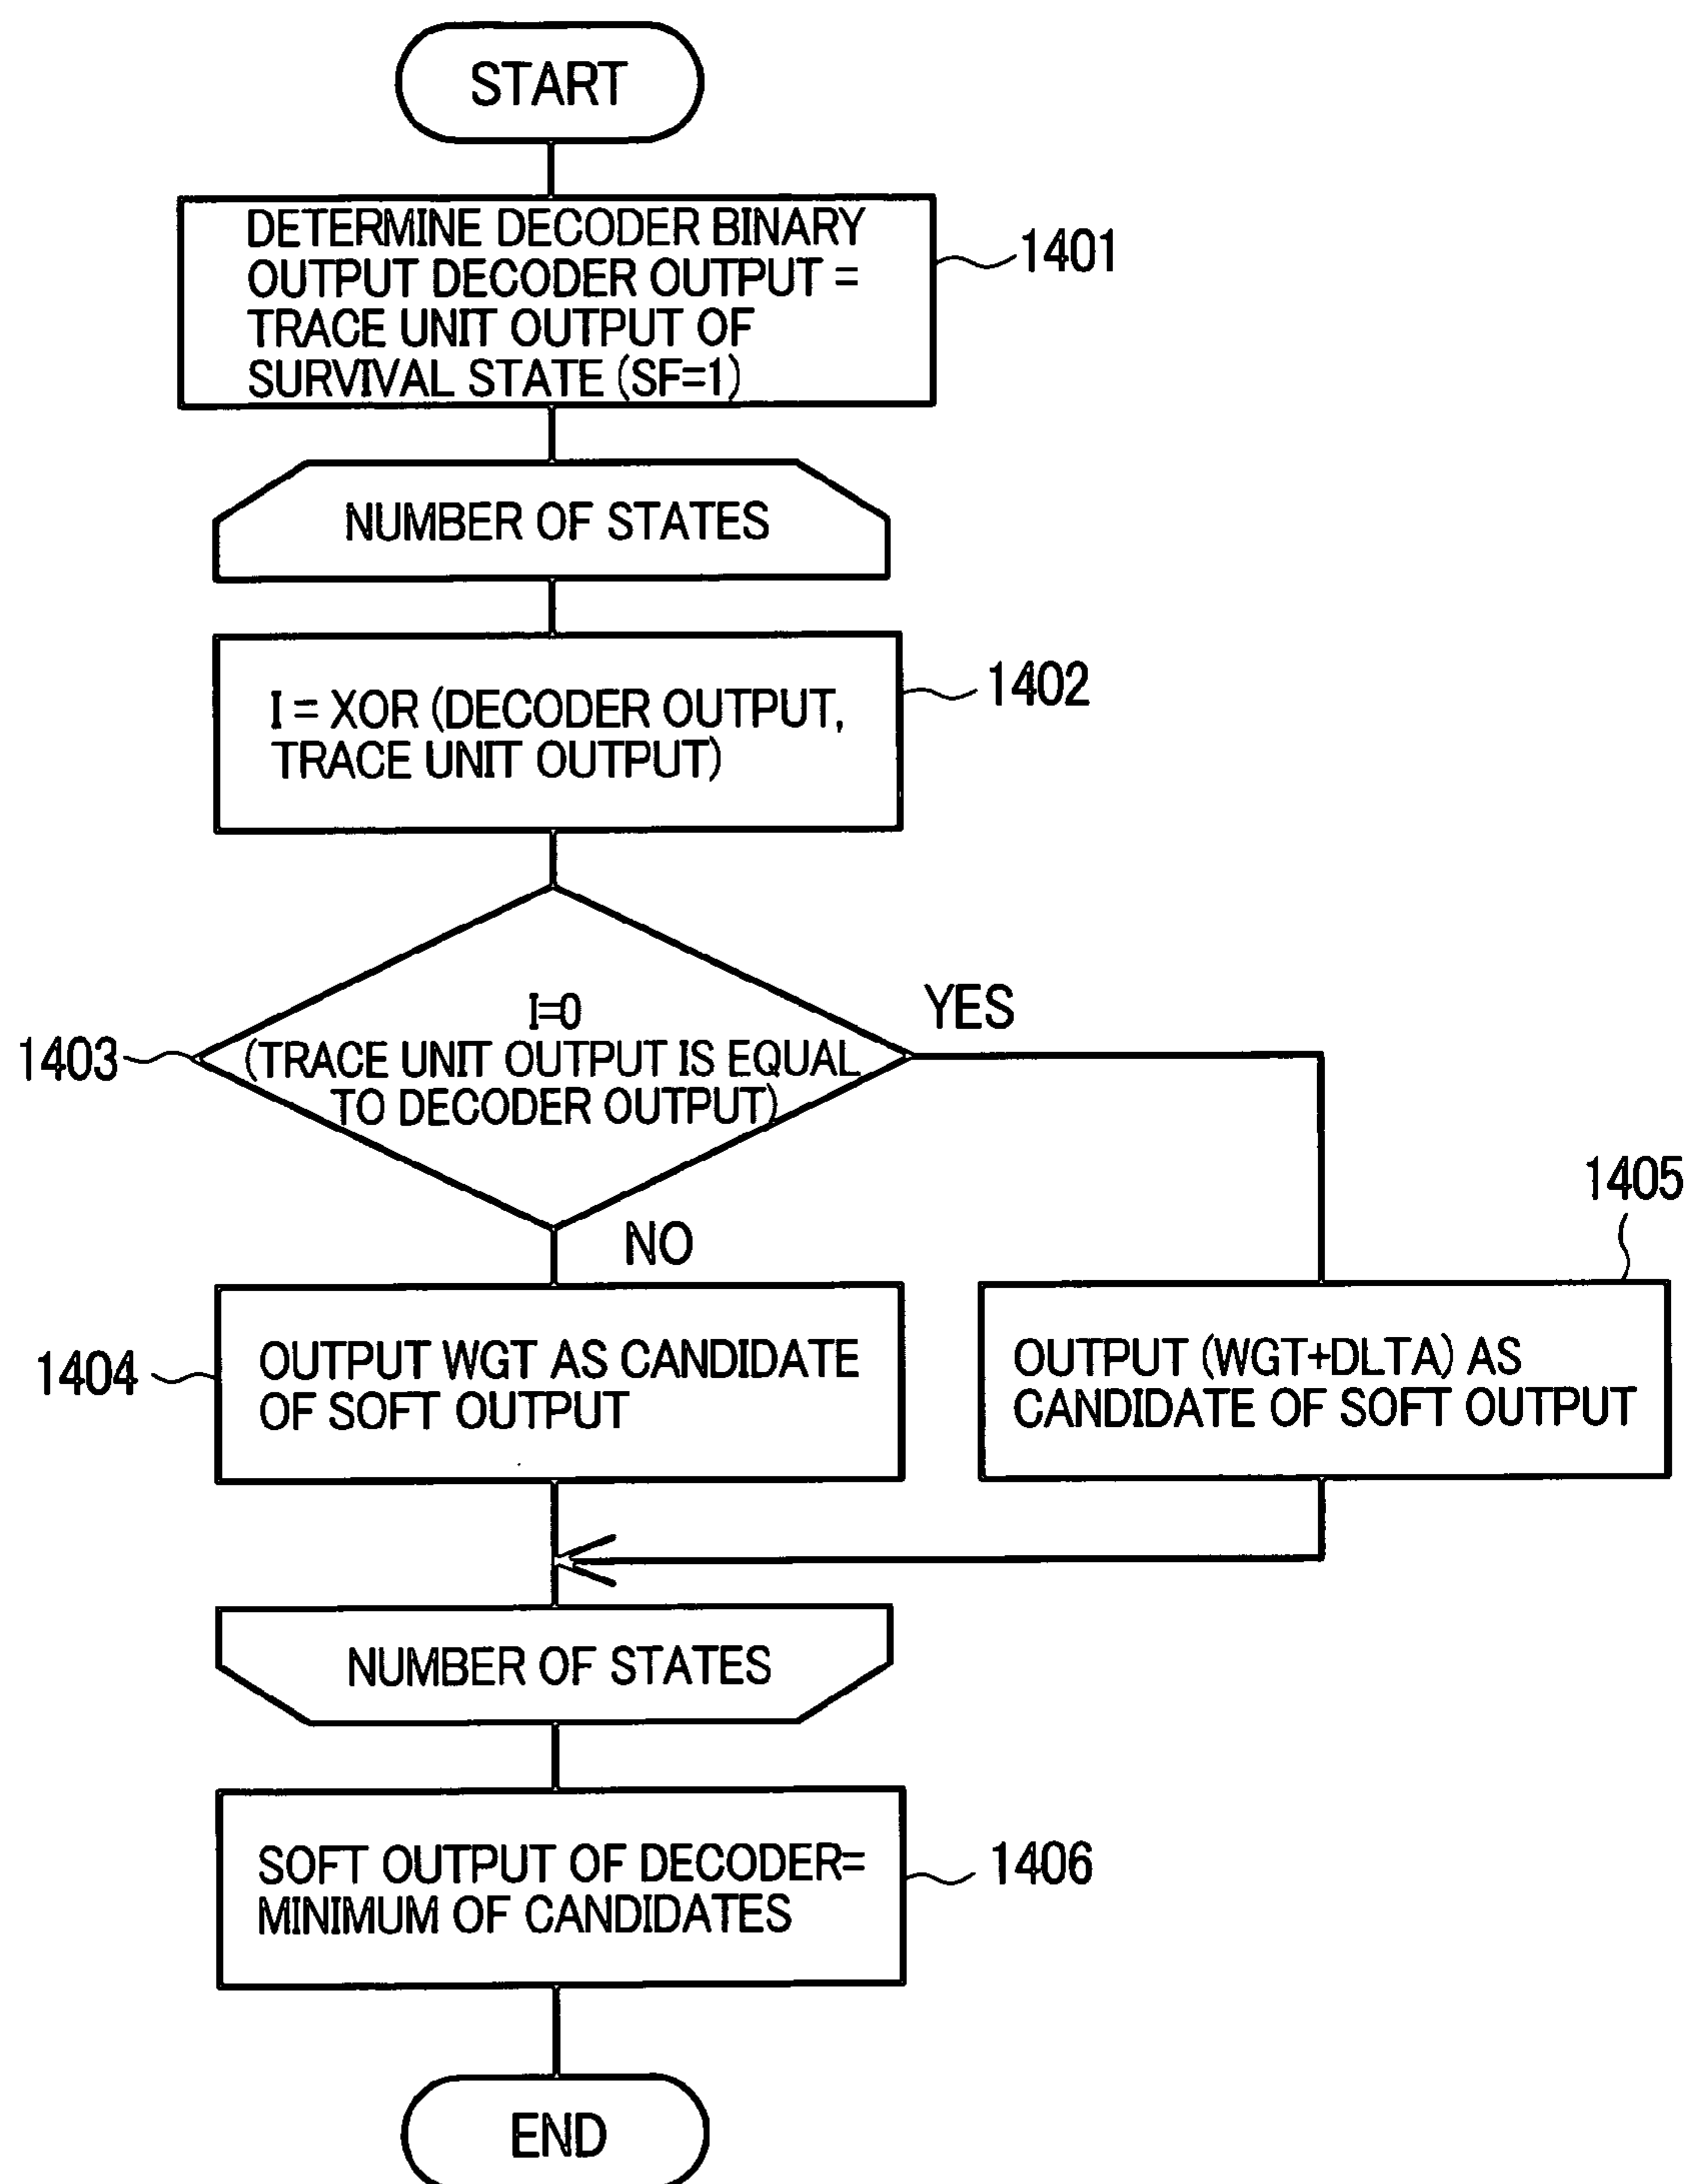 START
DETERMINE DECODER BINARY
OUTPUT DECODER OUTPUT =
TRACE UNIT OUTPUT OF
SURVIVAL STATE (SF=1)
1401
NUMBER OF STATES
I = XOR (DECODER OUTPUT,
TRACE UNIT OUTPUT)
1402
I=0
(TRACE UNIT OUTPUT IS EQUAL
TO DECODER OUTPUT)
1403
YES
NO
1405
OUTPUT WGT AS CANDIDATE
OF SOFT OUTPUT
1404
OUTPUT (WGT+DLTA) AS
CANDIDATE OF SOFT OUTPUT
NUMBER OF STATES
SOFT OUTPUT OF DECODER=
MINIMUM OF CANDIDATES
1406
END